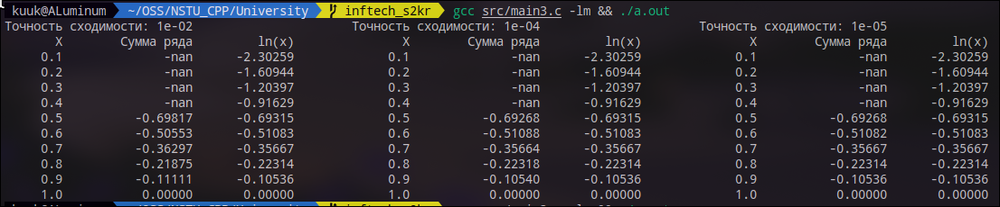 kuuk@ALuminum ~/OSS/NSTU_CPP/University inftech_s2kr gcc src/main3.c -lm && ./a.out
Точность сходимости: 1e-02 Точность сходимости: 1e-04 Точность сходимости: 1e-05
X Сумма ряда ln(x) X Сумма ряда ln(x) X Сумма ряда ln(x)
0.1 -nan -2.30259 0.1 -nan -2.30259 0.1 -nan -2.30259
0.2 -nan -1.60944 0.2 -nan -1.60944 0.2 -nan -1.60944
0.3 -nan -1.20397 0.3 -nan -1.20397 0.3 -nan -1.20397
0.4 -nan -0.91629 0.4 -nan -0.91629 0.4 -nan -0.91629
0.5 -0.69817 -0.69315 0.5 -0.69268 -0.69315 0.5 -0.69268 -0.69315
0.6 -0.50553 -0.51083 0.6 -0.51088 -0.51083 0.6 -0.51082 -0.51083
0.7 -0.36297 -0.35667 0.7 -0.35664 -0.35667 0.7 -0.35667 -0.35667
0.8 -0.21875 -0.22314 0.8 -0.22318 -0.22314 0.8 -0.22314 -0.22314
0.9 -0.11111 -0.10536 0.9 -0.10540 -0.10536 0.9 -0.10536 -0.10536
1.0 0.00000 0.00000 1.0 0.00000 0.00000 1.0 0.00000 0.00000